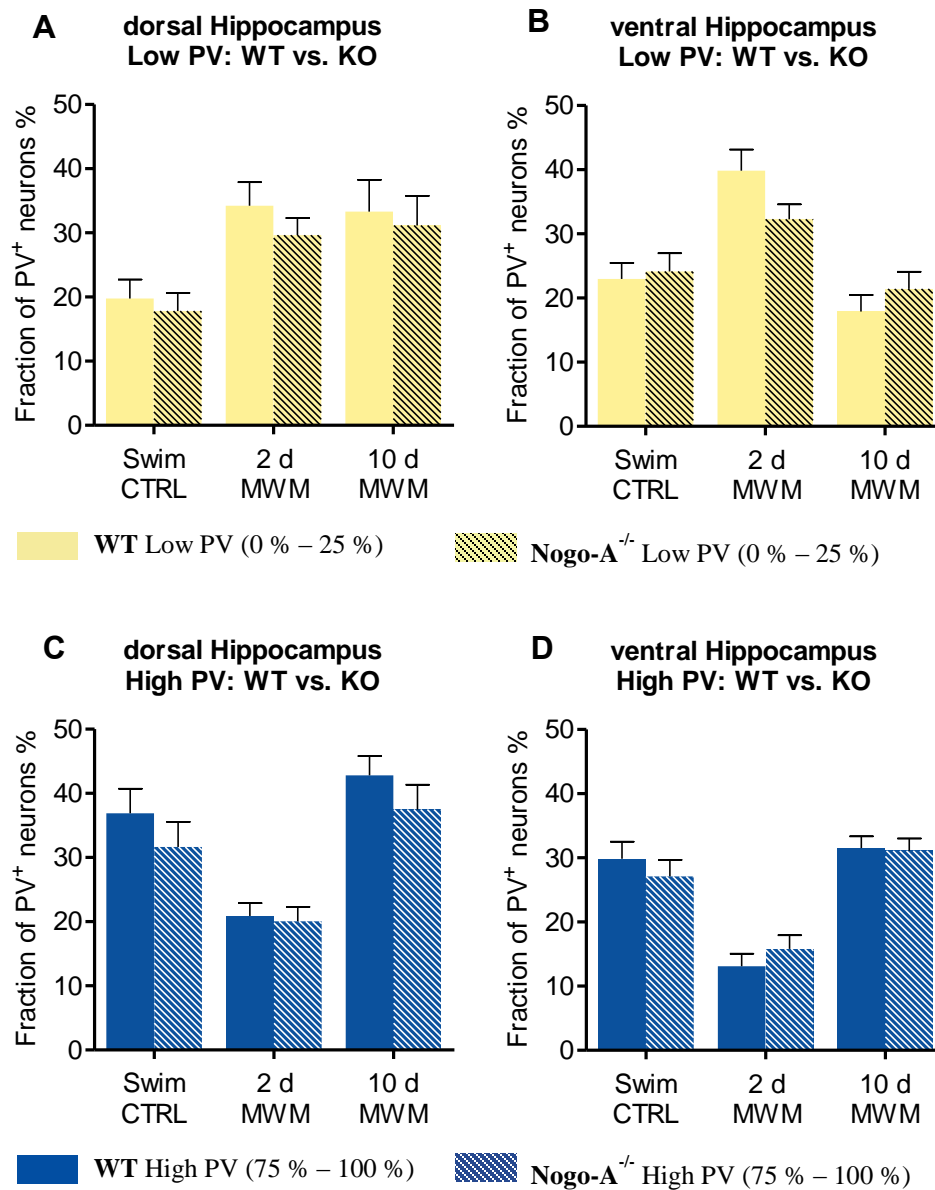 A
dorsal Hippocampus
Low PV: WT vs. KO
Fraction of PV⁺ neurons %
50
40
30
20
10
0
Swim CTRL
2 d MWM
10 d MWM
B
ventral Hippocampus
Low PV: WT vs. KO
Fraction of PV⁺ neurons %
50
40
30
20
10
0
Swim CTRL
2 d MWM
10 d MWM
WT Low PV (0 % – 25 %)
Nogo-A⁻/⁻ Low PV (0 % – 25 %)
C
dorsal Hippocampus
High PV: WT vs. KO
Fraction of PV⁺ neurons %
50
40
30
20
10
0
Swim CTRL
2 d MWM
10 d MWM
D
ventral Hippocampus
High PV: WT vs. KO
Fraction of PV⁺ neurons %
50
40
30
20
10
0
Swim CTRL
2 d MWM
10 d MWM
WT High PV (75 % – 100 %)
Nogo-A⁻/⁻ High PV (75 % – 100 %)